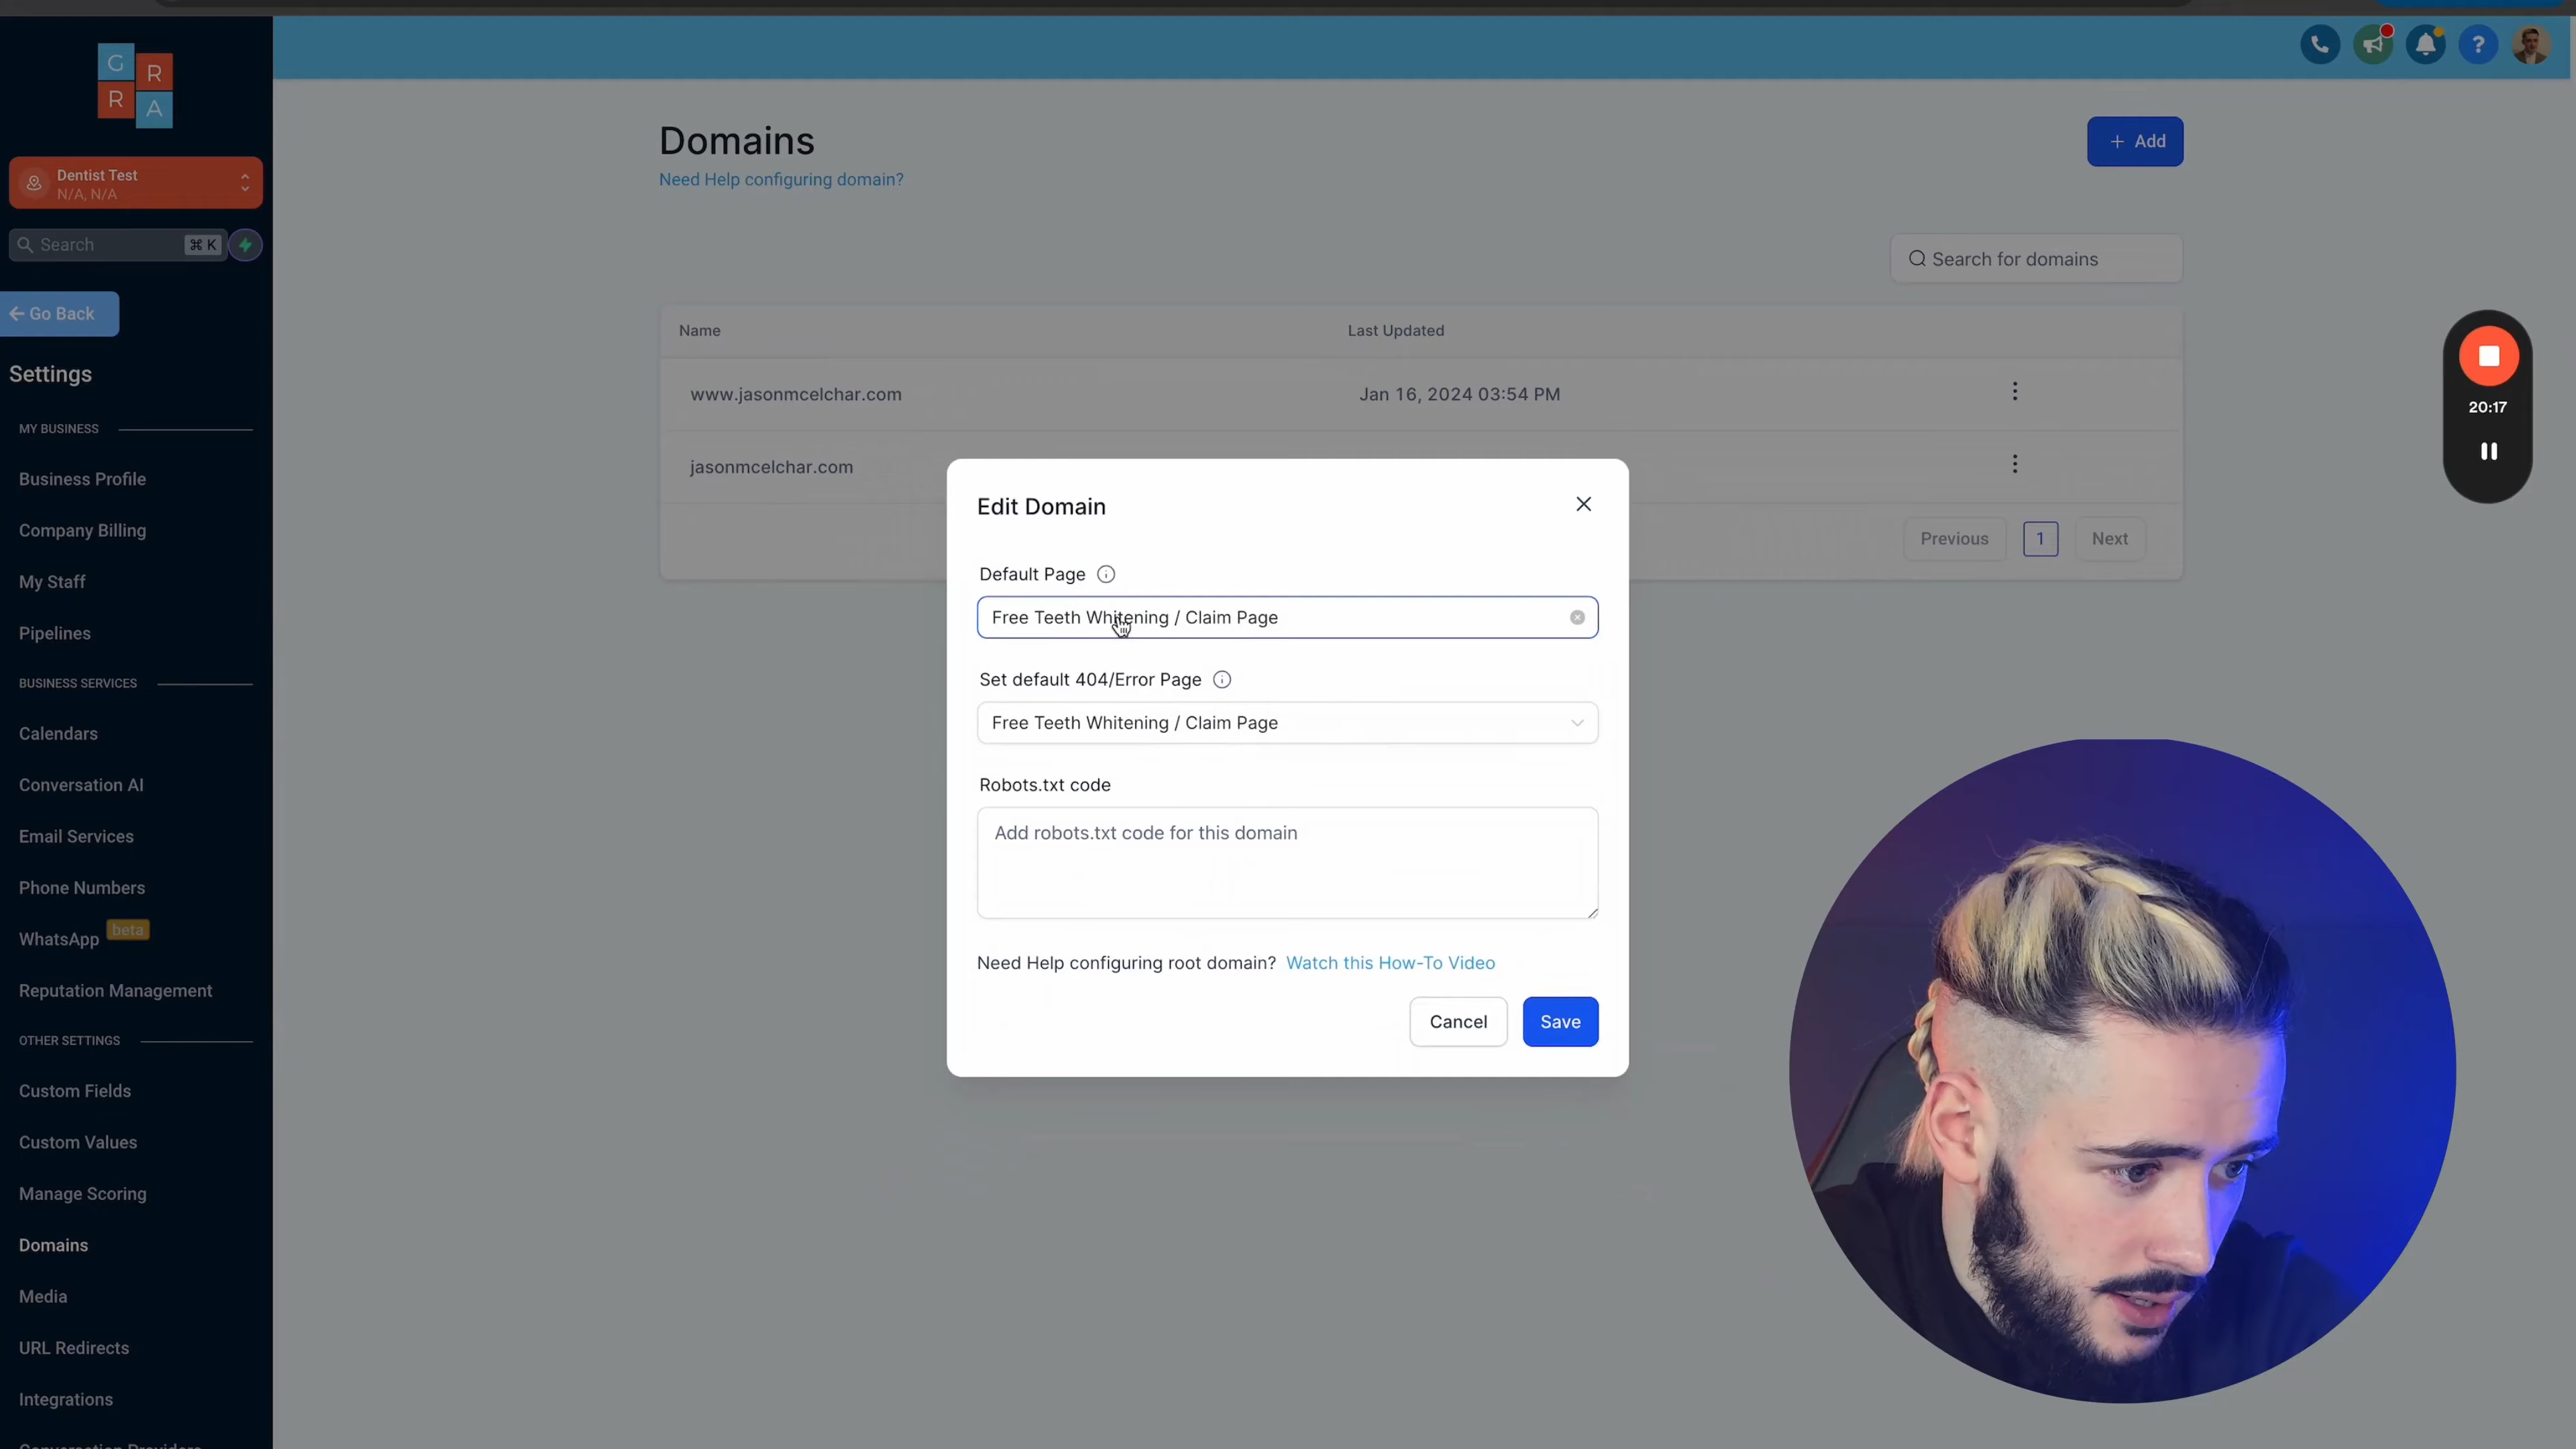 G
R
R
A
Dentist Test
N/A, N/A
Search ⌘ K
← Go Back
Settings
MY BUSINESS
Business Profile
Company Billing
My Staff
Pipelines
BUSINESS SERVICES
Calendars
Conversation AI
Email Services
Phone Numbers
WhatsApp beta
Reputation Management
OTHER SETTINGS
Custom Fields
Custom Values
Manage Scoring
Domains
Media
URL Redirects
Integrations
Conversation Providers
?
Domains
+ Add
Need Help configuring domain?
Search for domains
Name Last Updated
www.jasonmcelchar.com Jan 16, 2024 03:54 PM
jasonmcelchar.com
Previous 1 Next
Edit Domain
Default Page
Free Teeth Whitening / Claim Page
Set default 404/Error Page
Free Teeth Whitening / Claim Page
Robots.txt code
Add robots.txt code for this domain
Need Help configuring root domain? Watch this How-To Video
Cancel Save
20:17